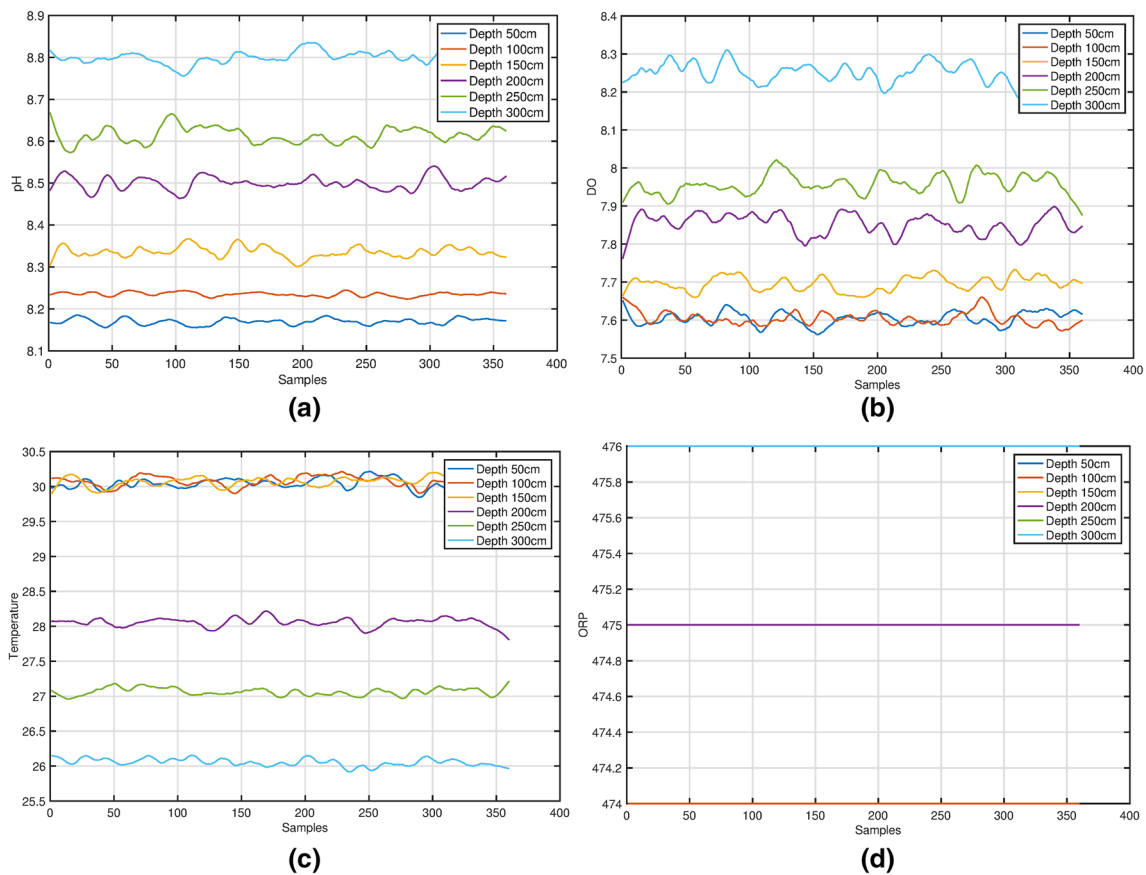 8.9
8.8
8.7
8.6
8.5
8.4
8.3
8.2
8.1
pH
Depth 50cm
Depth 100cm
Depth 150cm
Depth 200cm
Depth 250cm
Depth 300cm
0 50 100 150 200 250 300 350 400
Samples
(a)
8.4
8.3
8.2
8.1
8
7.9
7.8
7.7
7.6
7.5
DO
Depth 50cm
Depth 100cm
Depth 150cm
Depth 200cm
Depth 250cm
Depth 300cm
0 50 100 150 200 250 300 350 400
Samples
(b)
30.5
30
29.5
29
28.5
28
27.5
27
26.5
26
25.5
Temperature
Depth 50cm
Depth 100cm
Depth 150cm
Depth 200cm
Depth 250cm
Depth 300cm
0 50 100 150 200 250 300 350 400
Samples
(c)
476
475.8
475.6
475.4
475.2
475
474.8
474.6
474.4
474.2
474
ORP
Depth 50cm
Depth 100cm
Depth 150cm
Depth 200cm
Depth 250cm
Depth 300cm
0 50 100 150 200 250 300 350 400
Samples
(d)